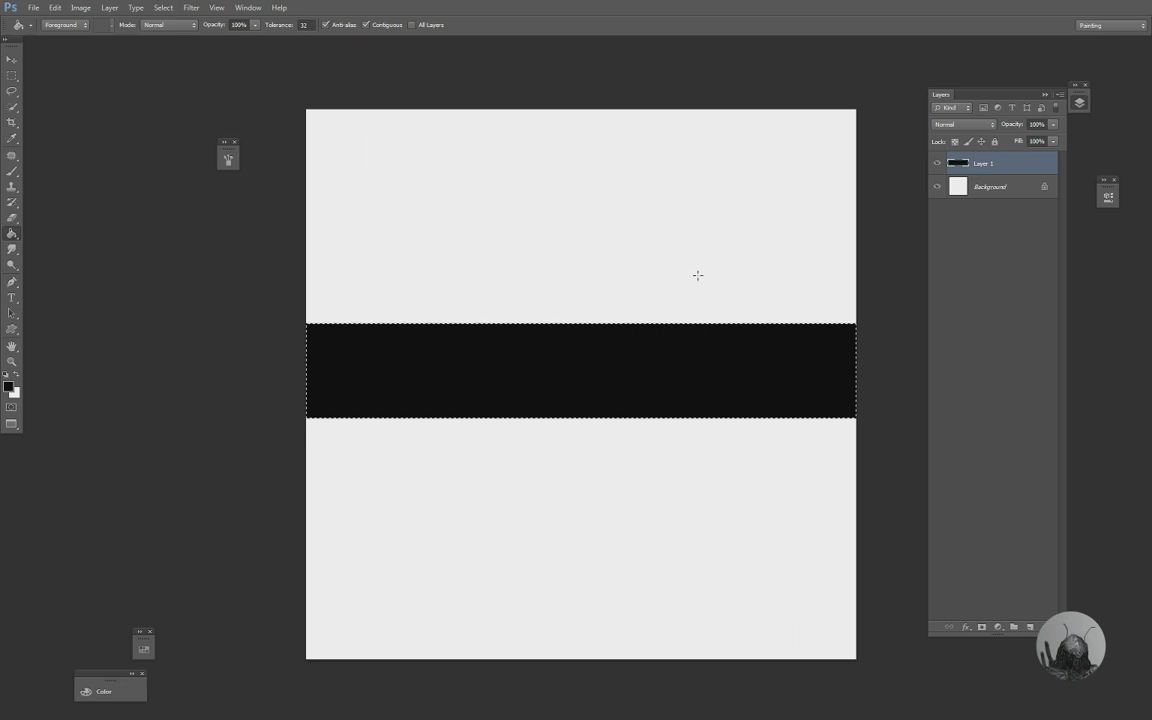 Ps File Edit Image Layer Type Select Filter View Window Help
Foreground Mode: Normal Opacity: 100% Tolerance: 32 Anti-alias Contiguous All Layers Painting
Layers
Kind
Normal Opacity: 100%
Lock: Fill: 100%
Layer 1
Background
Color